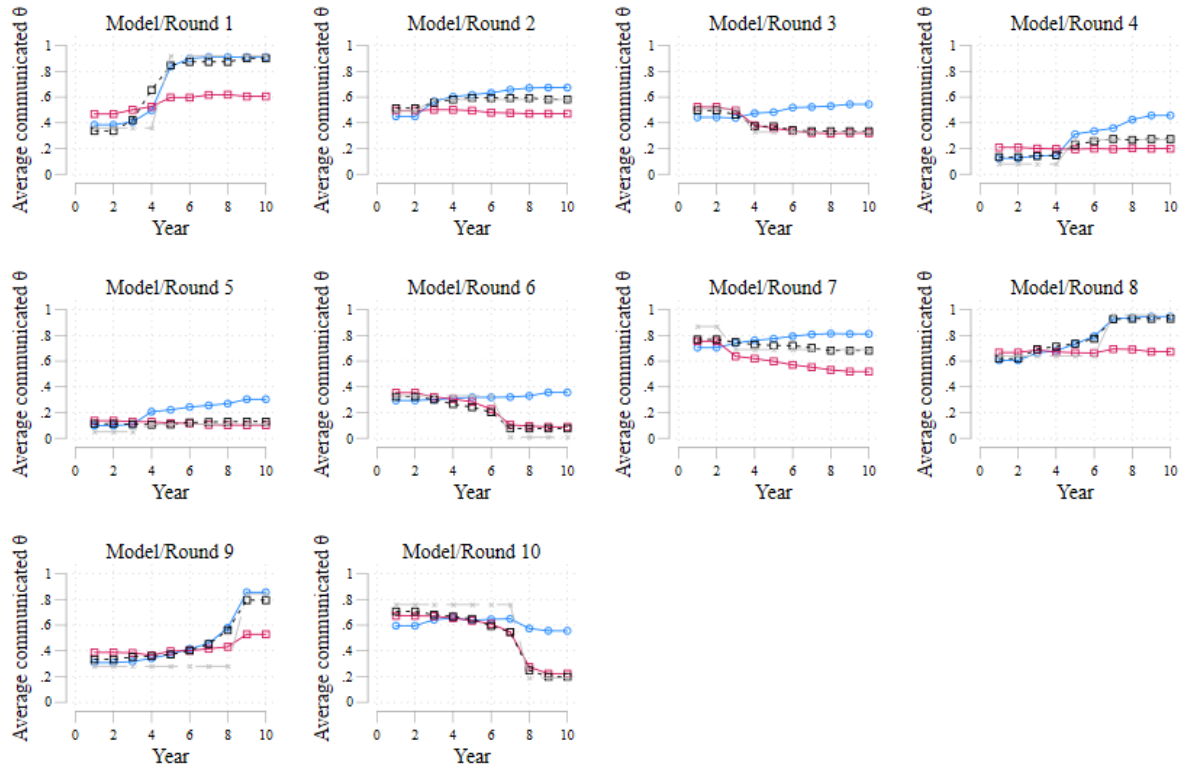 Model/Round 1
Average communicated θ
1
.8
.6
.4
.2
0
0 2 4 6 8 10
Year
Model/Round 2
Average communicated θ
1
.8
.6
.4
.2
0
0 2 4 6 8 10
Year
Model/Round 3
Average communicated θ
1
.8
.6
.4
.2
0
0 2 4 6 8 10
Year
Model/Round 4
Average communicated θ
1
.8
.6
.4
.2
0
0 2 4 6 8 10
Year
Model/Round 5
Average communicated θ
1
.8
.6
.4
.2
0
0 2 4 6 8 10
Year
Model/Round 6
Average communicated θ
1
.8
.6
.4
.2
0
0 2 4 6 8 10
Year
Model/Round 7
Average communicated θ
1
.8
.6
.4
.2
0
0 2 4 6 8 10
Year
Model/Round 8
Average communicated θ
1
.8
.6
.4
.2
0
0 2 4 6 8 10
Year
Model/Round 9
Average communicated θ
1
.8
.6
.4
.2
0
0 2 4 6 8 10
Year
Model/Round 10
Average communicated θ
1
.8
.6
.4
.2
0
0 2 4 6 8 10
Year